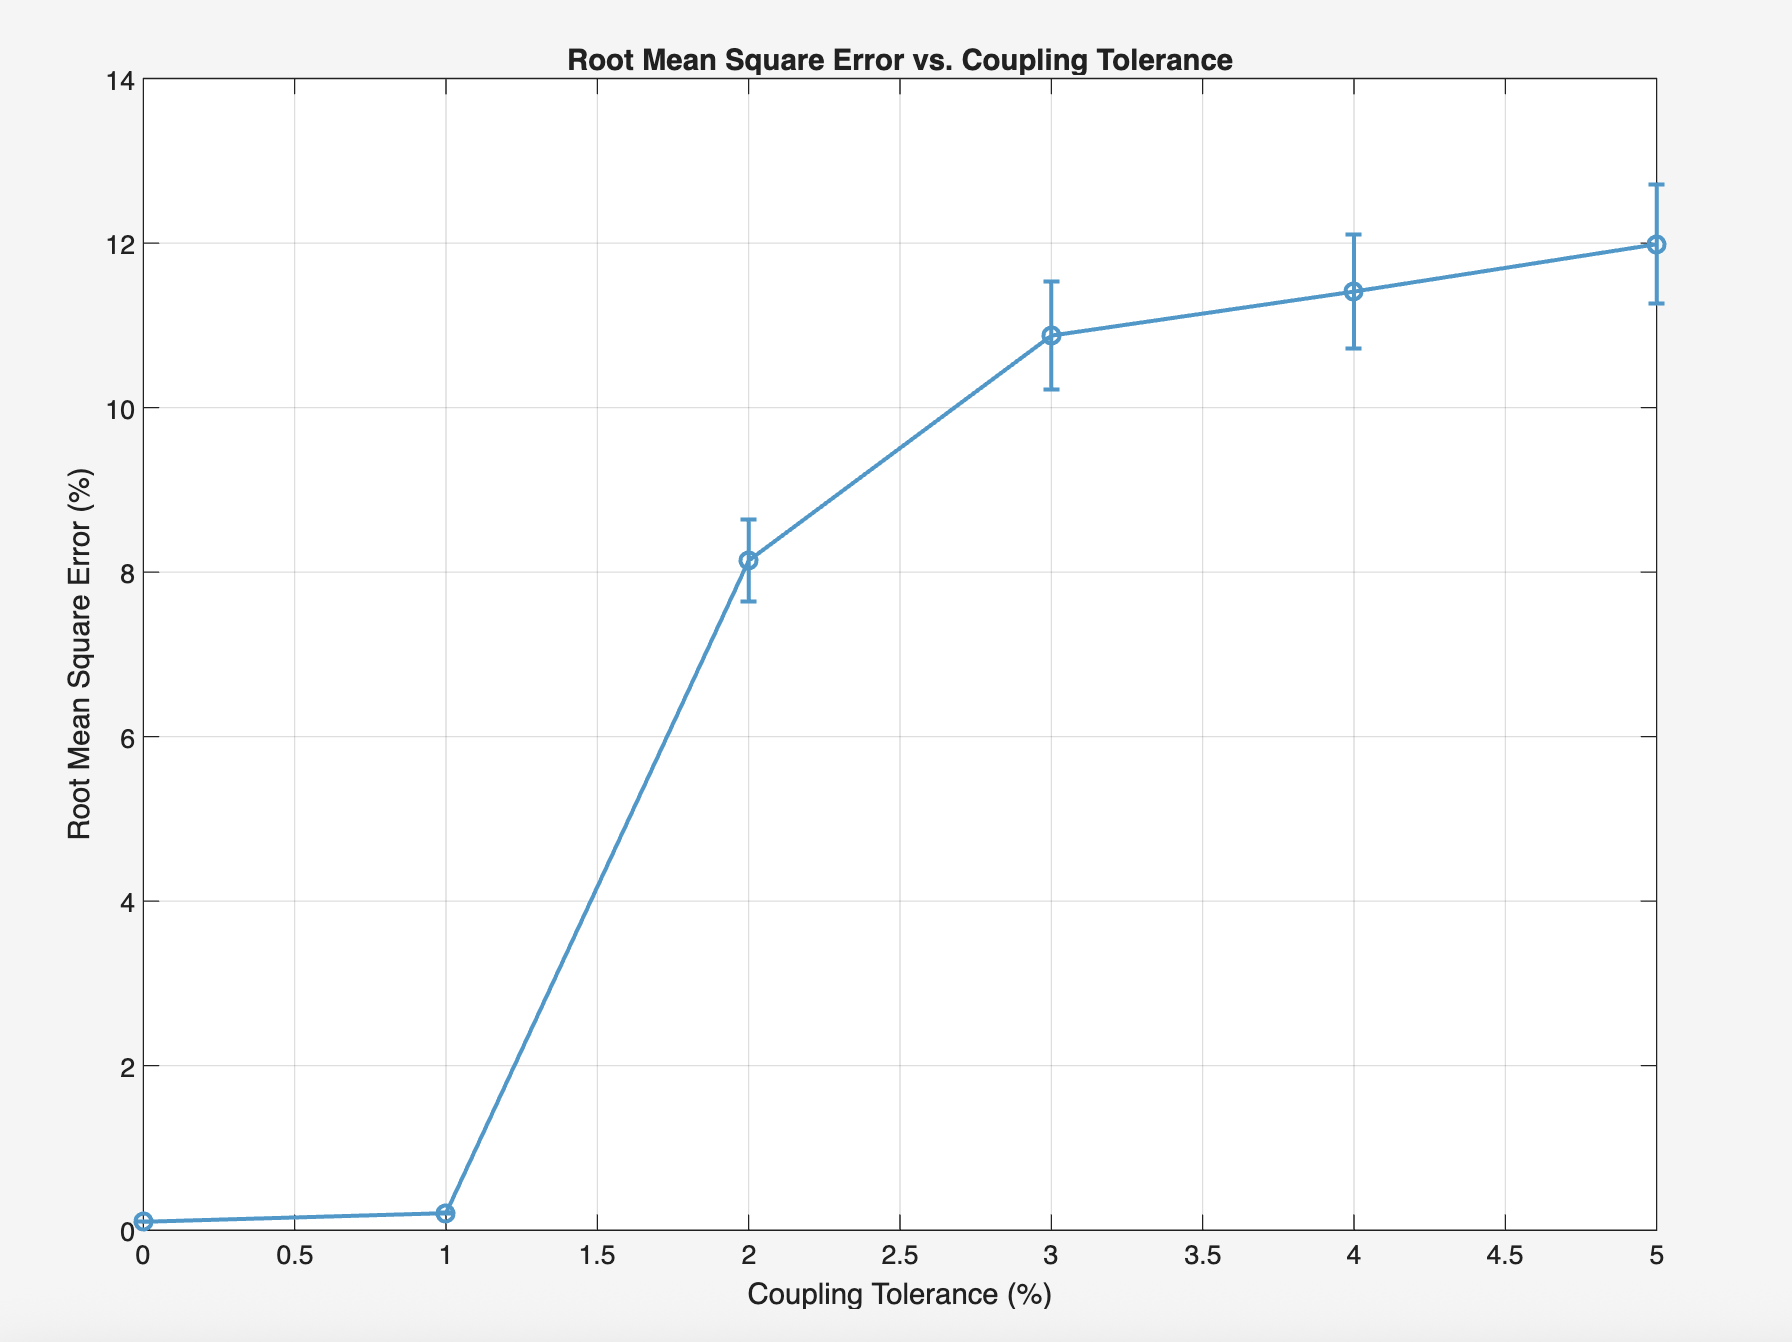 Root Mean Square Error vs. Coupling Tolerance
14
12
10
8
6
4
2
0
Root Mean Square Error (%)
0 0.5 1 1.5 2 2.5 3 3.5 4 4.5 5
Coupling Tolerance (%)